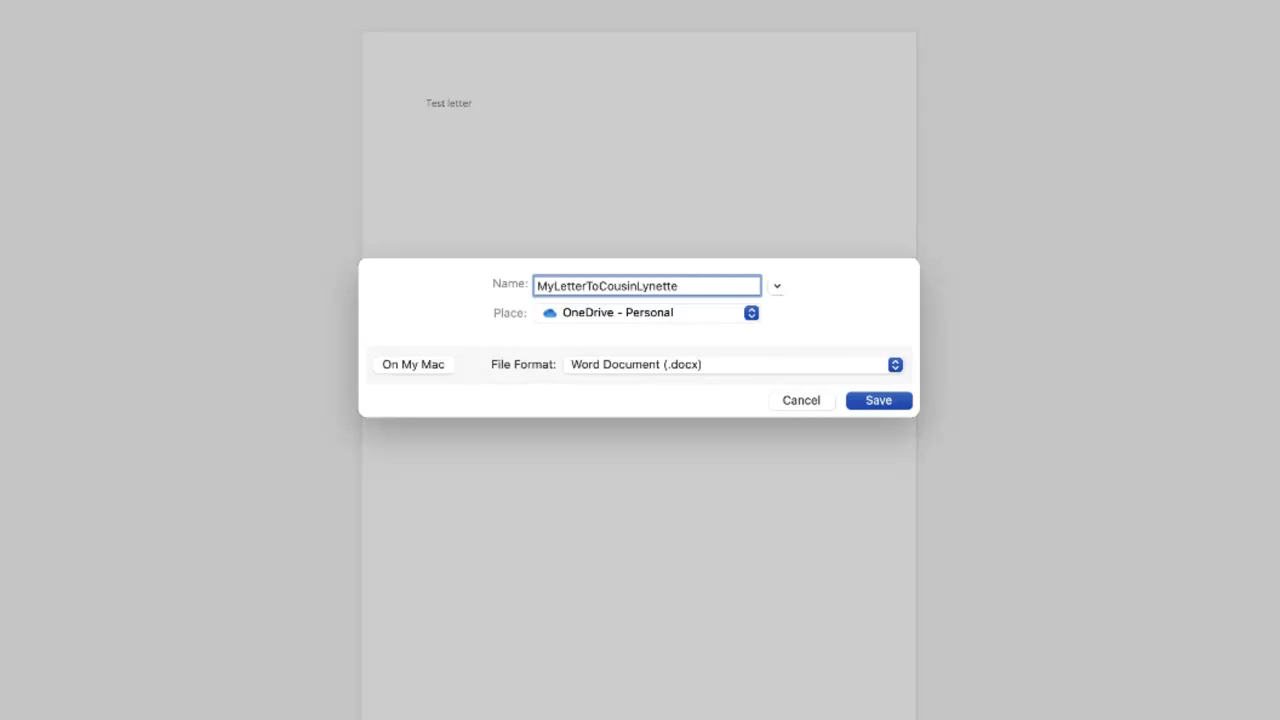 Test letter
Name: MyLetterToCousinLynette
Place: OneDrive - Personal
On My Mac File Format: Word Document (.docx)
Cancel Save